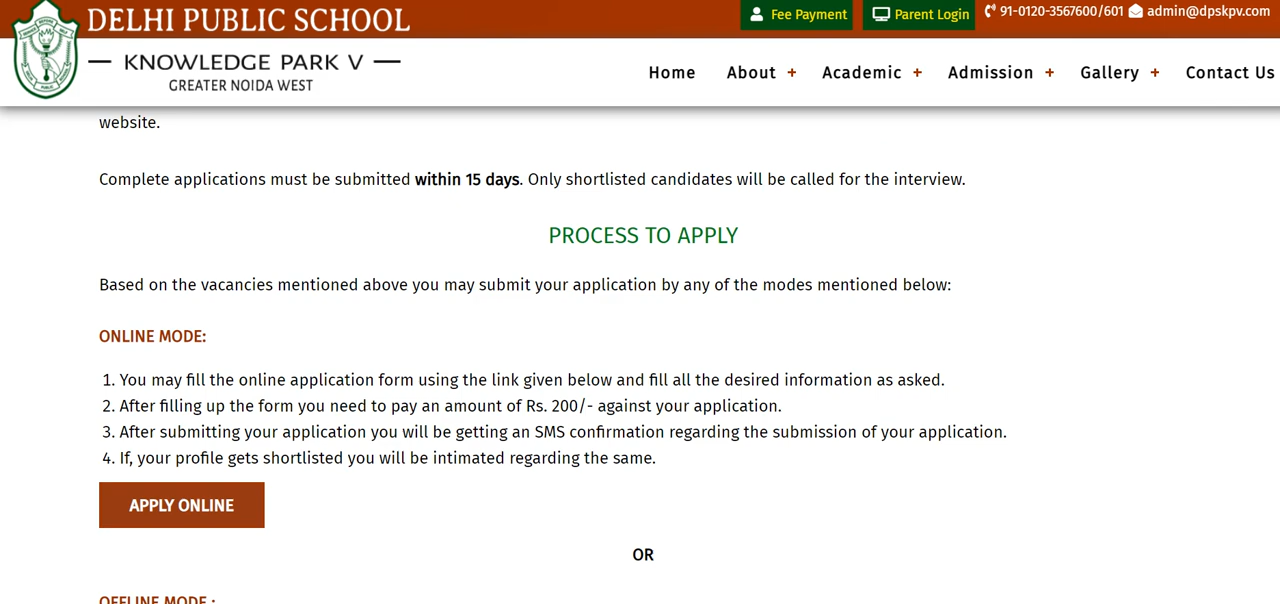 DELHI PUBLIC SCHOOL
KNOWLEDGE PARK V
GREATER NOIDA WEST
Fee Payment
Parent Login
91-0120-3567600/601
admin@dpskpv.com
Home
About +
Academic +
Admission +
Gallery +
Contact Us
website.
Complete applications must be submitted within 15 days. Only shortlisted candidates will be called for the interview.
PROCESS TO APPLY
Based on the vacancies mentioned above you may submit your application by any of the modes mentioned below:
ONLINE MODE:
1. You may fill the online application form using the link given below and fill all the desired information as asked.
2. After filling up the form you need to pay an amount of Rs. 200/- against your application.
3. After submitting your application you will be getting an SMS confirmation regarding the submission of your application.
4. If, your profile gets shortlisted you will be intimated regarding the same.
APPLY ONLINE
OR
OFFLINE MODE :